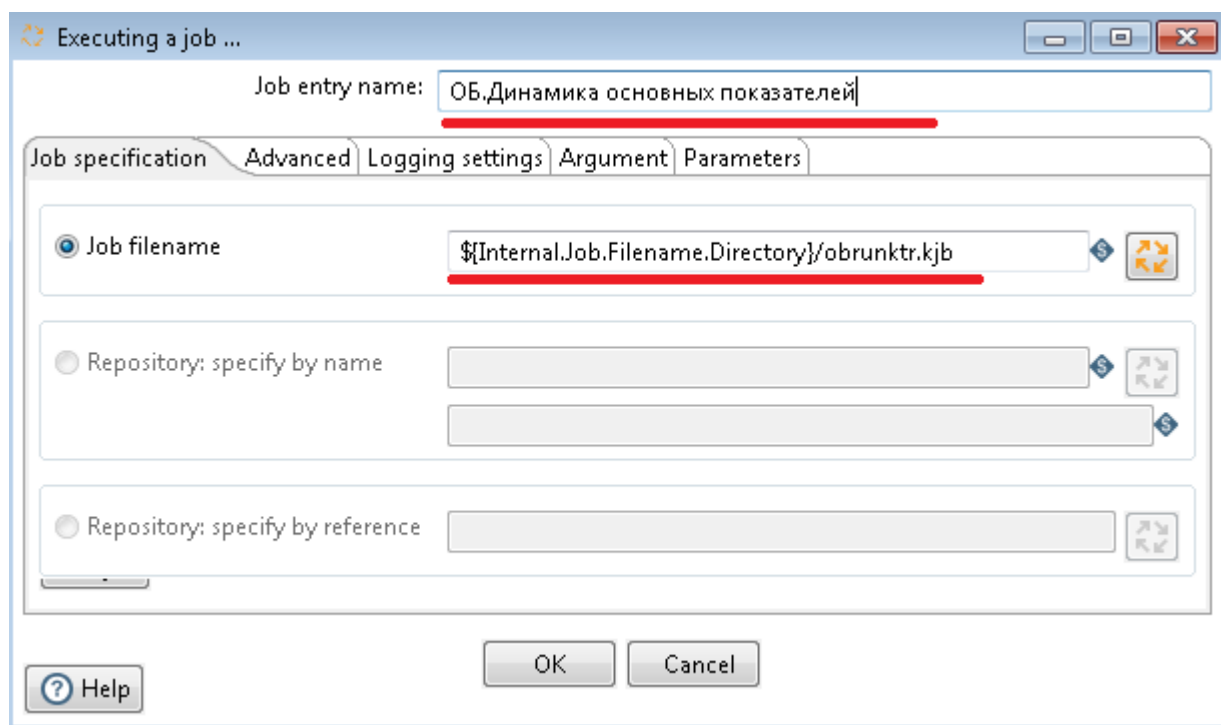 Executing a job ...
Job entry name: ОБ.Динамика основных показателей
Job specification Advanced Logging settings Argument Parameters
Job filename ${Internal.Job.Filename.Directory}/obrunktr.kjb
Repository: specify by name
Repository: specify by reference
OK Cancel
Help